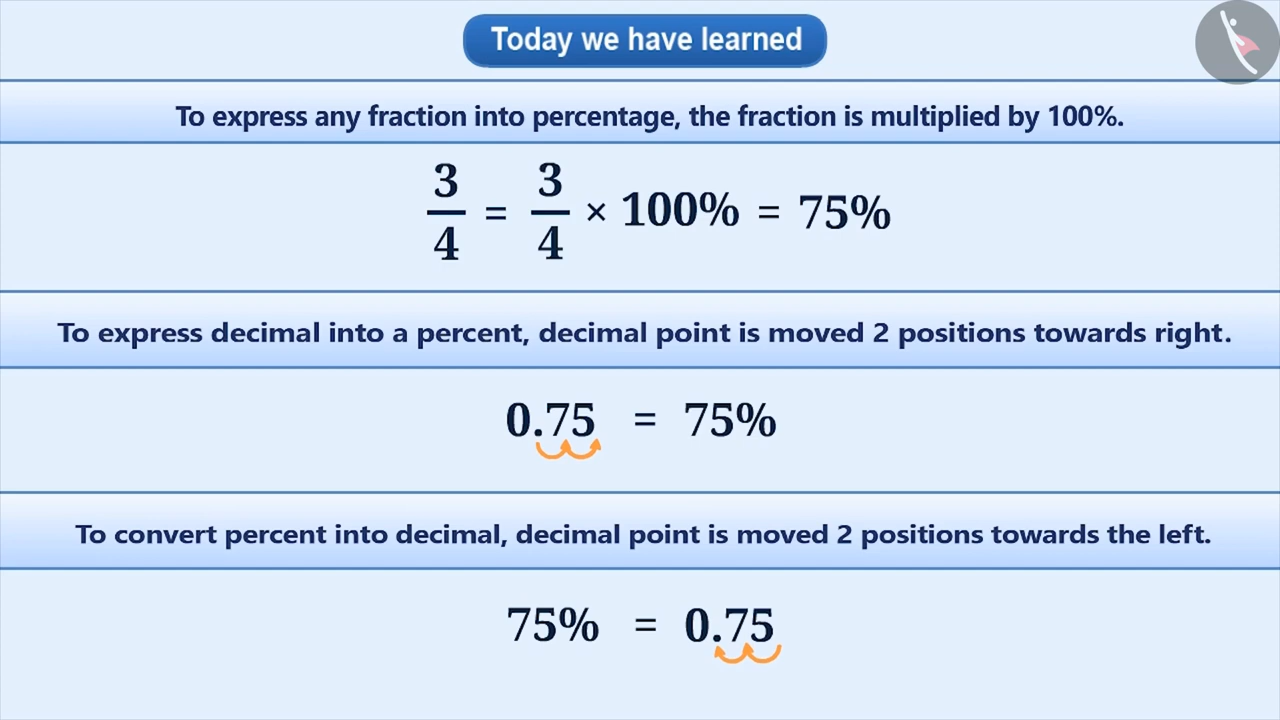 Today we have learned
To express any fraction into percentage, the fraction is multiplied by 100%.
3/4 = 3/4 × 100% = 75%
To express decimal into a percent, decimal point is moved 2 positions towards right.
0.75 = 75%
To convert percent into decimal, decimal point is moved 2 positions towards the left.
75% = 0.75